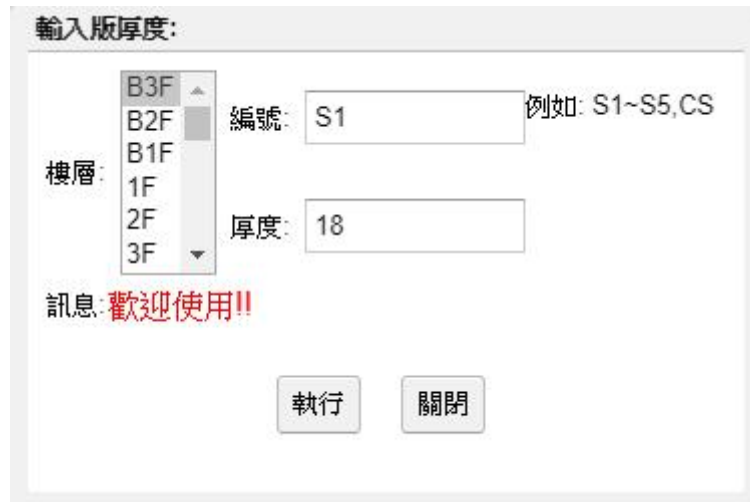 輸入版厚度:
樓層:
B3F
B2F
B1F
1F
2F
3F
編號: S1 例如: S1~S5,CS
厚度: 18
訊息:歡迎使用!!
執行 關閉